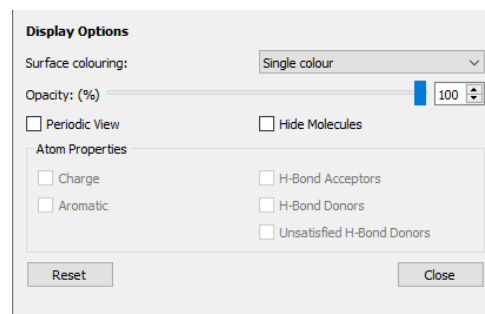 Display Options
Surface colouring: Single colour
Opacity: (%) 100
Periodic View Hide Molecules
Atom Properties
Charge H-Bond Acceptors
Aromatic H-Bond Donors
Unsatisfied H-Bond Donors
Reset Close